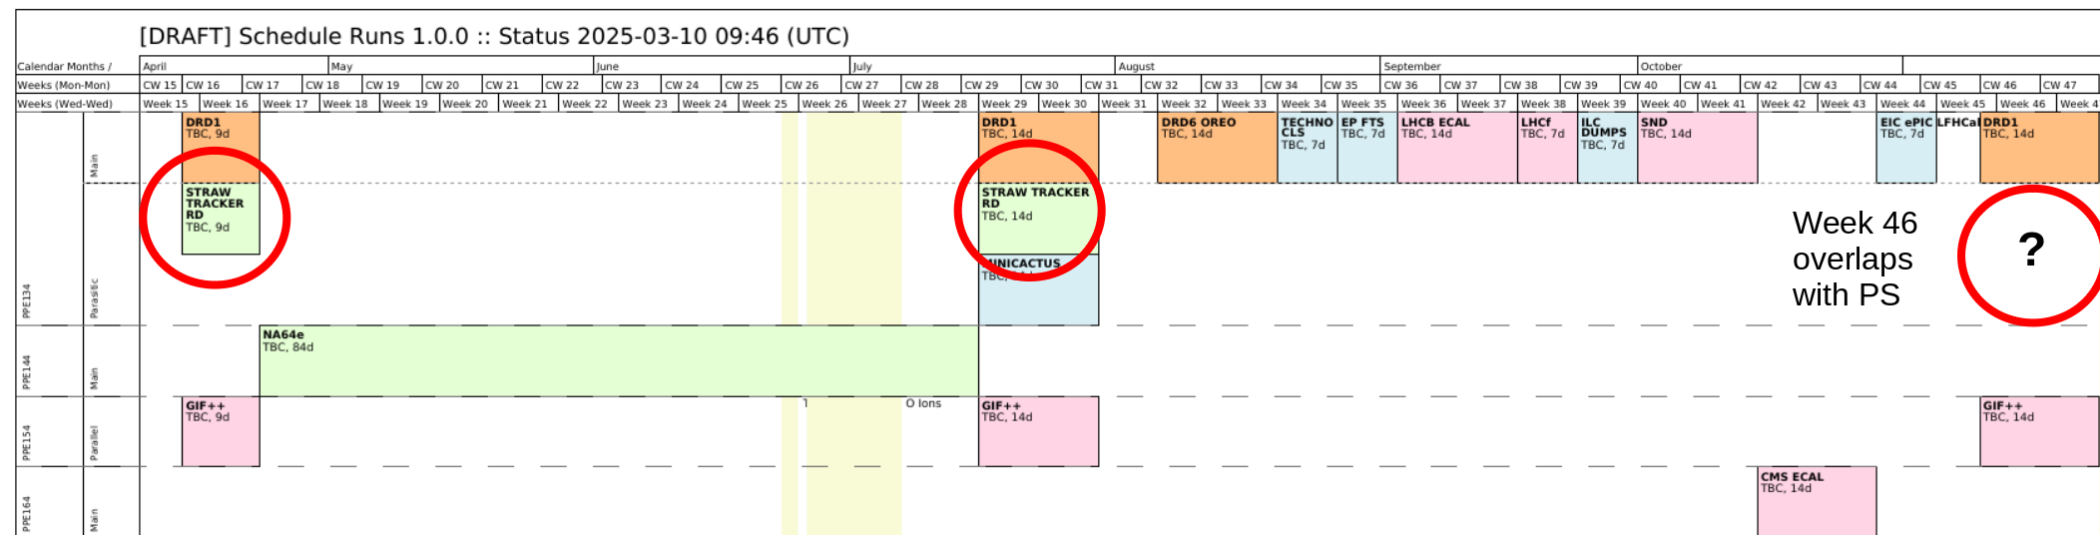 [DRAFT] Schedule Runs 1.0.0 :: Status 2025-03-10 09:46 (UTC)
Calendar Months / April May June July August September October
Weeks (Mon-Mon) CW 15 CW 16 CW 17 CW 18 CW 19 CW 20 CW 21 CW 22 CW 23 CW 24 CW 25 CW 26 CW 27 CW 28 CW 29 CW 30 CW 31 CW 32 CW 33 CW 34 CW 35 CW 36 CW 37 CW 38 CW 39 CW 40 CW 41 CW 42 CW 43 CW 44 CW 45 CW 46 CW 47
Weeks (Wed-Wed) Week 15 Week 16 Week 17 Week 18 Week 19 Week 20 Week 21 Week 22 Week 23 Week 24 Week 25 Week 26 Week 27 Week 28 Week 29 Week 30 Week 31 Week 32 Week 33 Week 34 Week 35 Week 36 Week 37 Week 38 Week 39 Week 40 Week 41 Week 42 Week 43 Week 44 Week 45 Week 46 Week 4
PPE134
Main
DRD1
TBC, 9d
DRD1
TBC, 14d
DRD6 OREO
TBC, 14d
TECHNO
CLS
TBC, 7d
EP FTS
TBC, 7d
LHCB ECAL
TBC, 14d
LHCf
TBC, 7d
ILC
DUMPS
TBC, 7d
SND
TBC, 14d
EIC ePIC LFHCal
TBC, 7d
DRD1
TBC, 14d
Parasitic
STRAW
TRACKER
RD
TBC, 9d
STRAW TRACKER
RD
TBC, 14d
MINICACTUS
Week 46
overlaps
with PS
?
PPE144
Main
NA64e
TBC, 84d
PPE154
Parallel
GIF++
TBC, 9d
O Ions
GIF++
TBC, 14d
GIF++
TBC, 14d
PPE164
Main
CMS ECAL
TBC, 14d